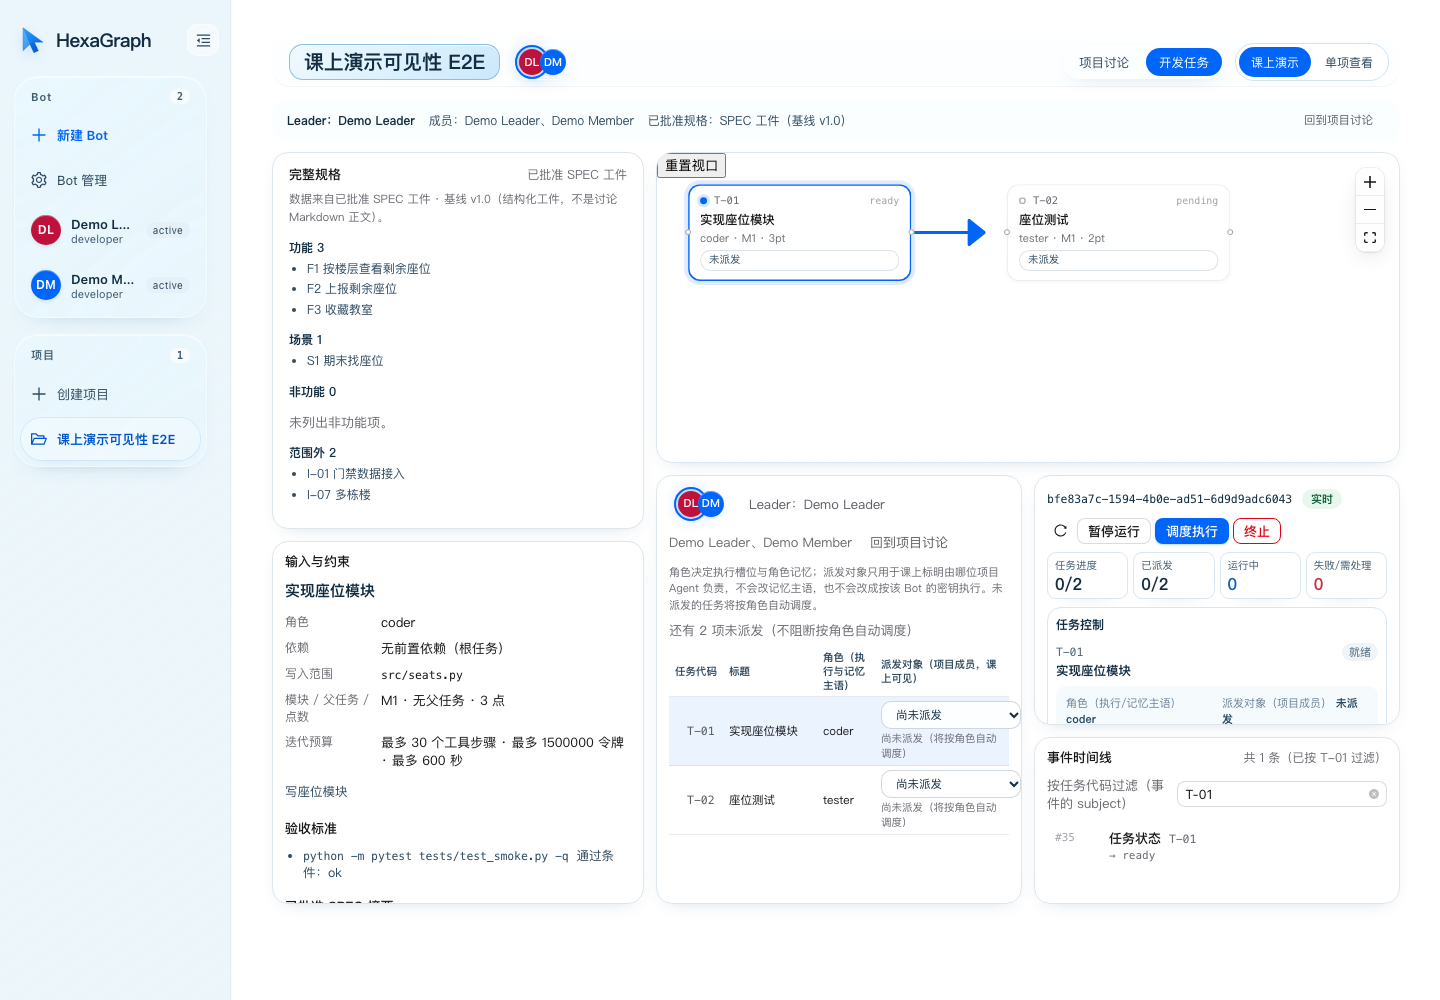 HexaGraph
Bot 2
新建 Bot
Bot 管理
DL Demo L... active
developer
DM Demo M... active
developer
项目 1
创建项目
课上演示可见性 E2E
课上演示可见性 E2E DL DM 项目讨论 开发任务 课上演示 单项查看
Leader：Demo Leader 成员：Demo Leader、Demo Member 已批准规格：SPEC 工件（基线 v1.0） 回到项目讨论
完整规格 已批准 SPEC 工件
数据来自已批准 SPEC 工件 · 基线 v1.0（结构化工件，不是讨论
Markdown 正文）。
功能 3
• F1 按楼层查看剩余座位
• F2 上报剩余座位
• F3 收藏教室
场景 1
• S1 期末找座位
非功能 0
未列出非功能项。
范围外 2
• I-01 门禁数据接入
• I-07 多栋楼
输入与约束
实现座位模块
角色 coder
依赖 无前置依赖（根任务）
写入范围 src/seats.py
模块 / 父任务 / M1 · 无父任务 · 3 点
点数
迭代预算 最多 30 个工具步骤 · 最多 1500000 令牌
· 最多 600 秒
写座位模块
验收标准
• python -m pytest tests/test_smoke.py -q 通过条
件：ok
重置视口
T-01 ready
实现座位模块
coder · M1 · 3pt
未派发
T-02 pending
座位测试
tester · M1 · 2pt
未派发
DL DM Leader：Demo Leader
Demo Leader、Demo Member 回到项目讨论
角色决定执行槽位与角色记忆；派发对象只用于课上标明由哪位项目
Agent 负责，不会改记忆主语，也不会改成按该 Bot 的密钥执行。未
派发的任务将按角色自动调度。
还有 2 项未派发（不阻断按角色自动调度）
任务代码 标题 角色（执行与记忆主语） 派发对象（项目成员，课上可见）
T-01 实现座位模块 coder 尚未派发
尚未派发（将按角色自动
调度）
T-02 座位测试 tester 尚未派发
尚未派发（将按角色自动
调度）
bfe83a7c-1594-4b0e-ad51-6d9d9adc6043 实时
暂停运行 调度执行 终止
任务进度 已派发 运行中 失败/需处理
0/2 0/2 0 0
任务控制
T-01 就绪
实现座位模块
角色（执行/记忆主语） 派发对象（项目成员） 未派
coder 发
事件时间线 共 1 条（已按 T-01 过滤）
按任务代码过滤（事 T-01
件的 subject）
#35 任务状态 T-01
→ ready